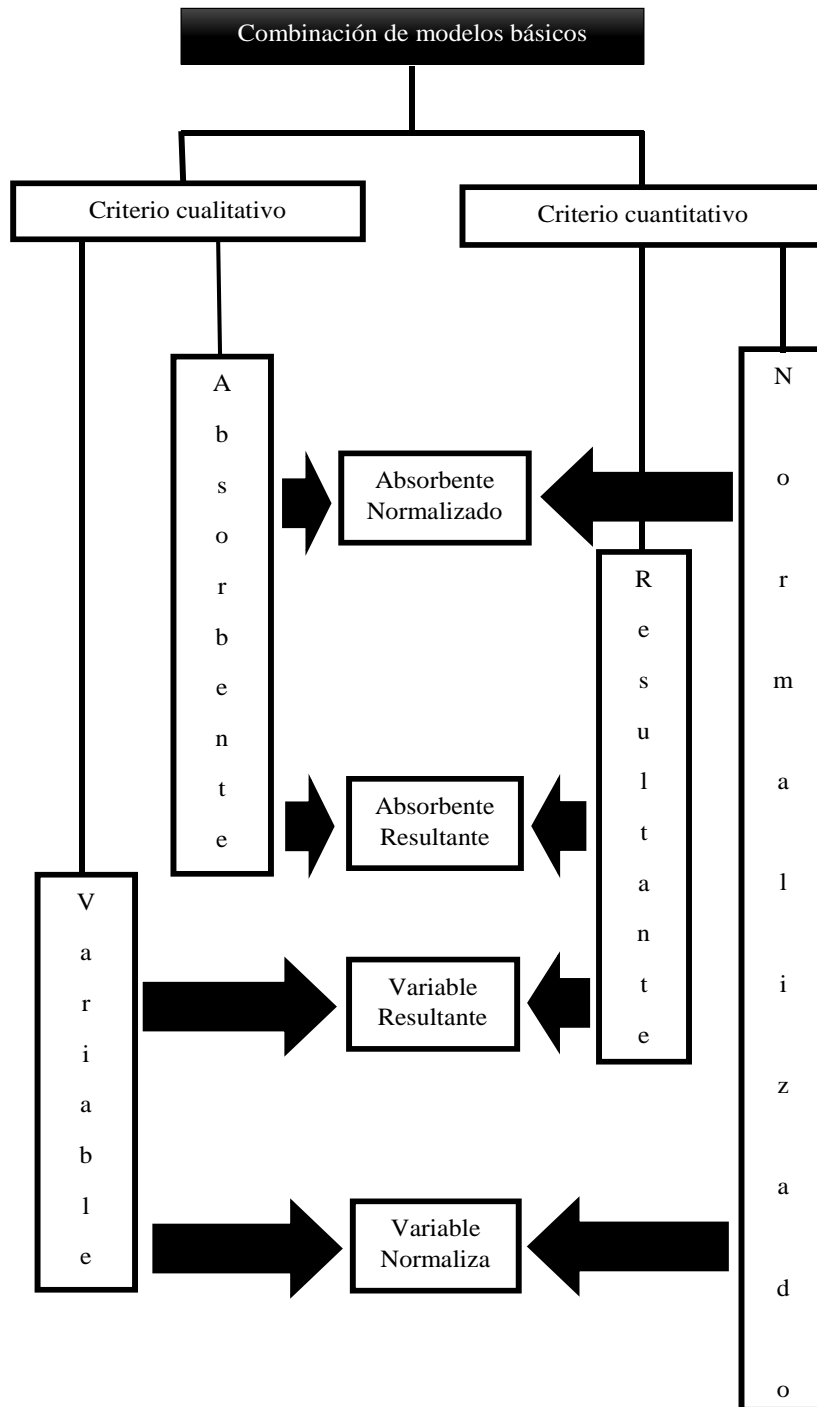 Combinación de modelos básicos
Criterio cualitativo
Criterio cuantitativo
Absorbente
Normalizado
Absorbente
Normalizado
Resultante
Absorbente
Resultante
Variable
Variable
Resultante
Variable
Normaliza